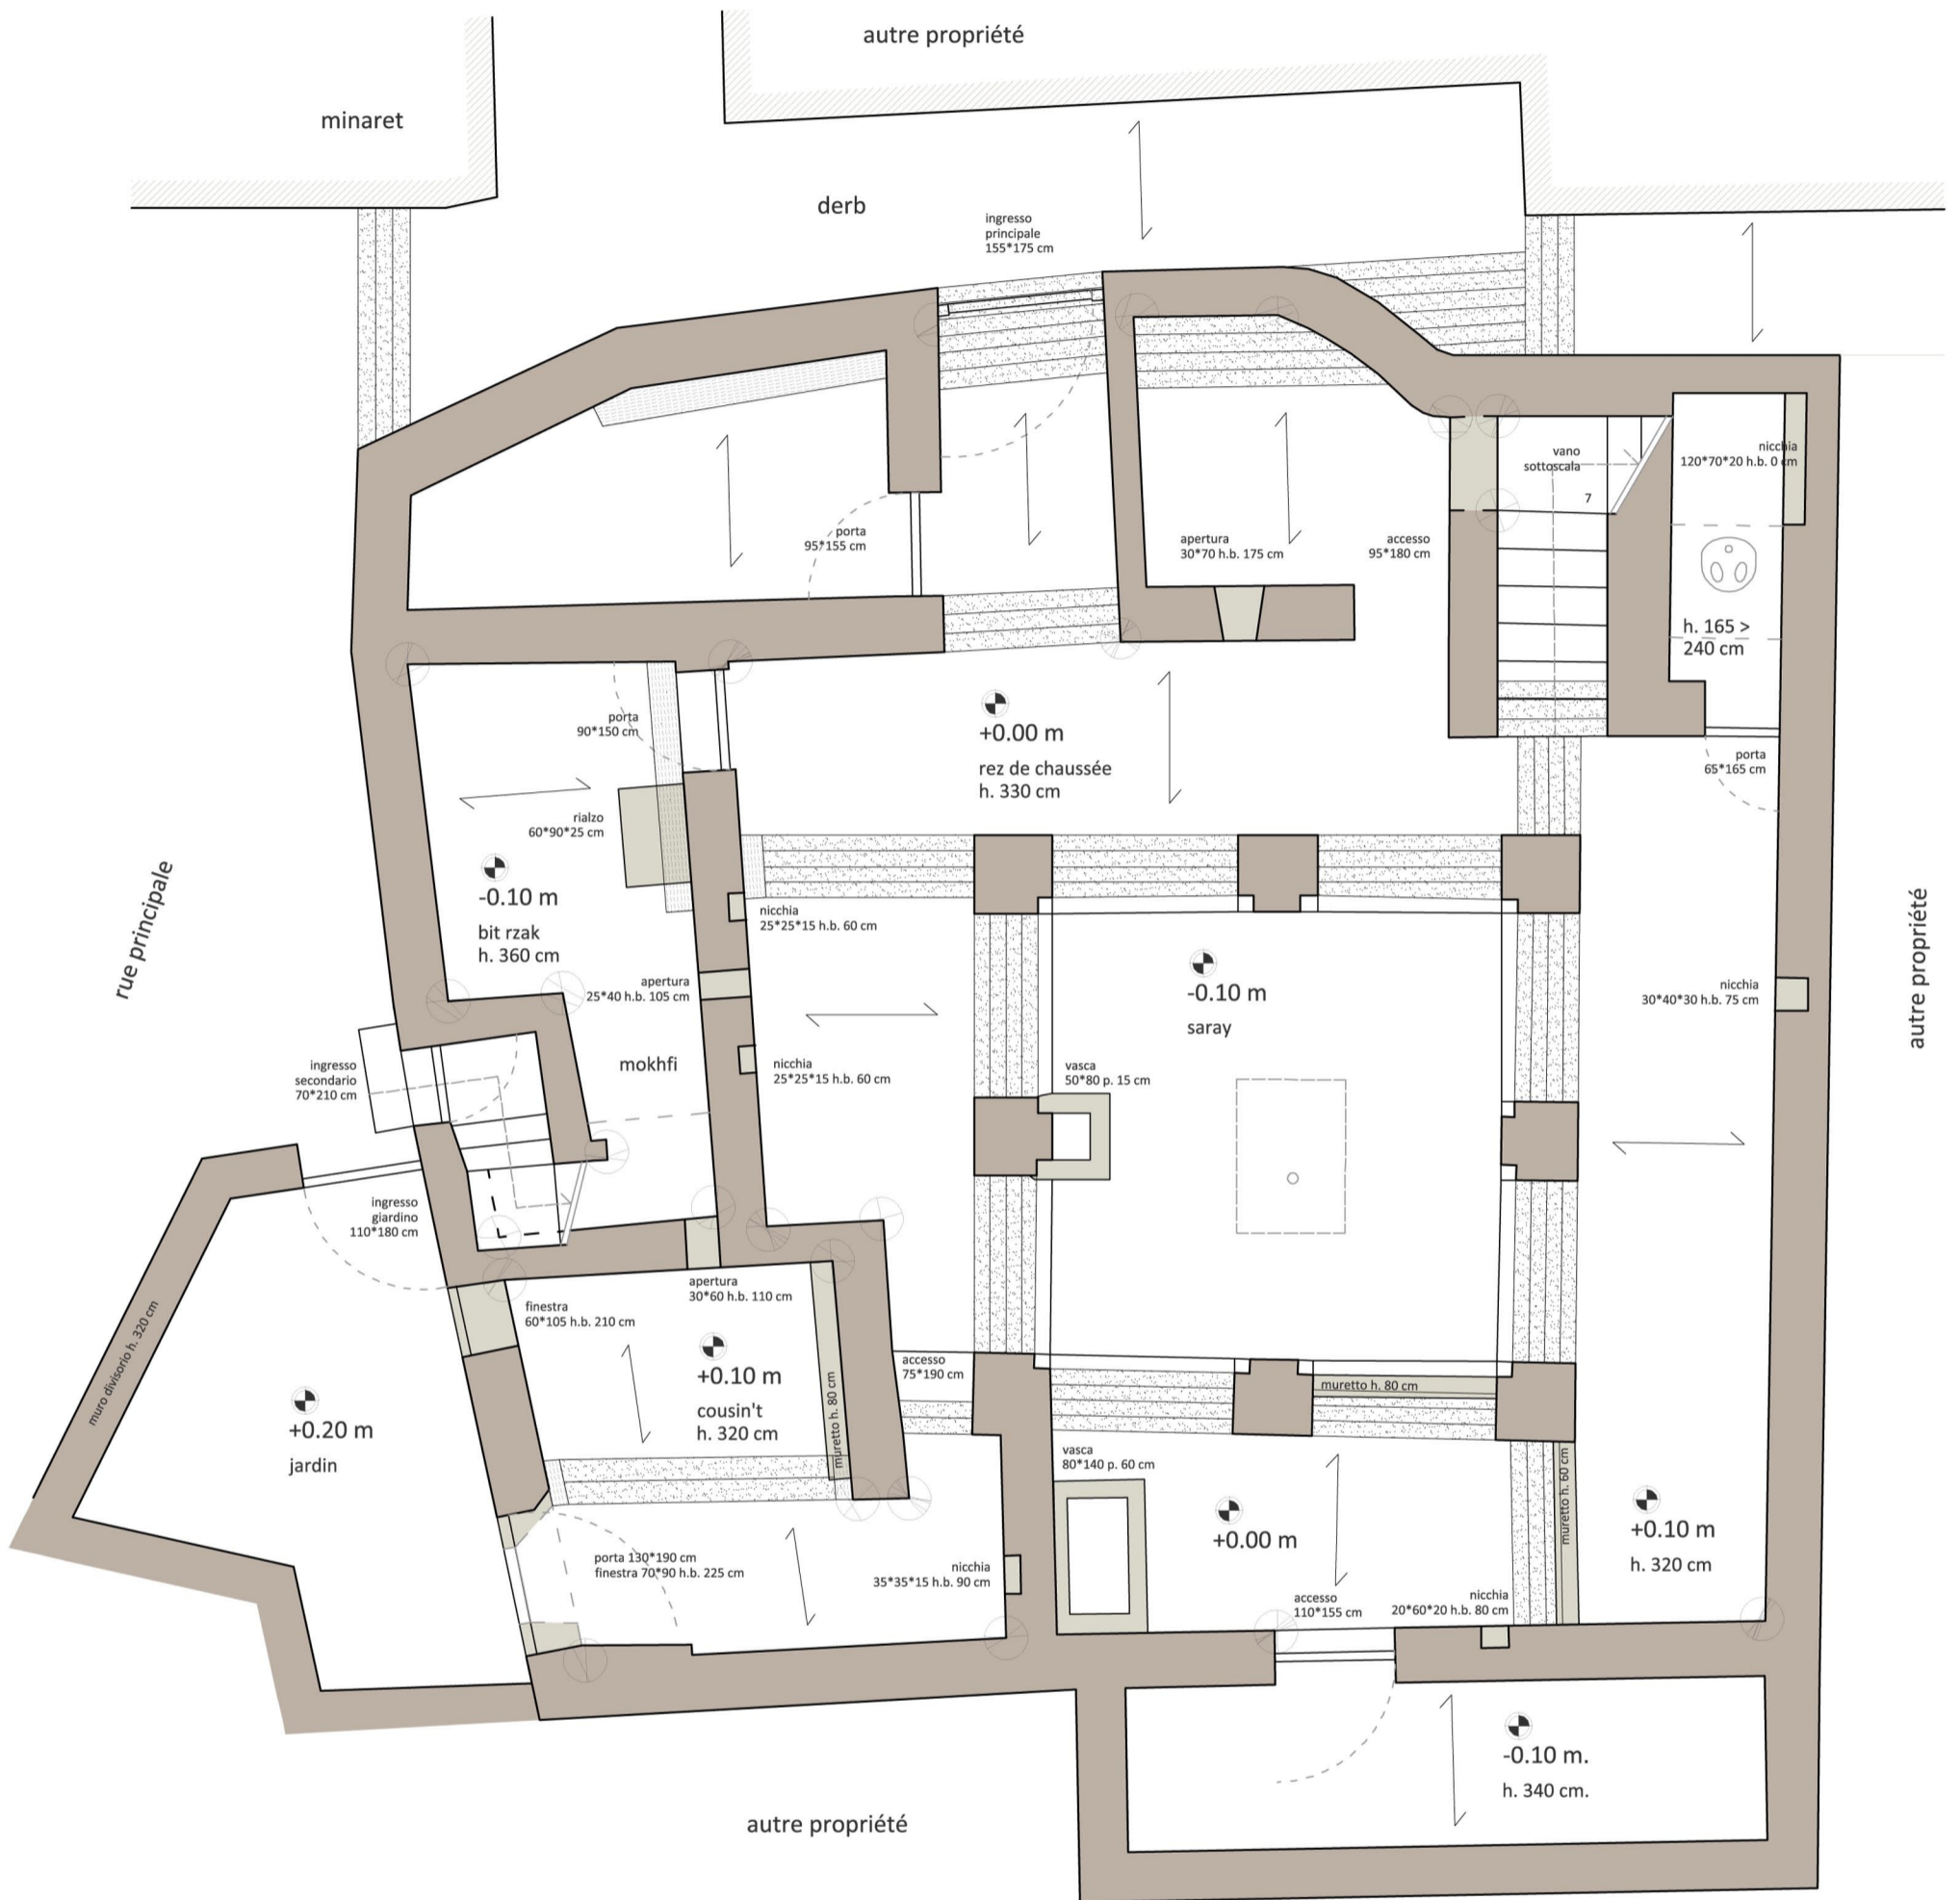 autre propriété
minaret
derb
ingresso
principale
155*175 cm
vano
sottoscala
7
nicchia
120*70*20 h.b. 0 cm
porta
95*155 cm
apertura
30*70 h.b. 175 cm
accesso
95*180 cm
h. 165 >
240 cm
porta
90*150 cm
+0.00 m
rez de chaussée
h. 330 cm
porta
65*165 cm
rialzo
60*90*25 cm
-0.10 m
bit rzak
h. 360 cm
nicchia
25*25*15 h.b. 60 cm
rue principale
autre propriété
apertura
25*40 h.b. 105 cm
-0.10 m
saray
nicchia
30*40*30 h.b. 75 cm
mokhfi
nicchia
25*25*15 h.b. 60 cm
vasca
50*80 p. 15 cm
ingresso
secondario
70*210 cm
ingresso
giardino
110*180 cm
apertura
30*60 h.b. 110 cm
finestra
60*105 h.b. 210 cm
muro divisorio h. 320 cm
+0.10 m
cousin't
h. 320 cm
muretto h. 80 cm
accesso
75*190 cm
muretto h. 80 cm
+0.20 m
jardin
vasca
80*140 p. 60 cm
muretto h. 60 cm
+0.00 m
+0.10 m
h. 320 cm
porta 130*190 cm
finestra 70*90 h.b. 225 cm
nicchia
35*35*15 h.b. 90 cm
accesso
110*155 cm
nicchia
20*60*20 h.b. 80 cm
-0.10 m.
h. 340 cm.
autre propriété